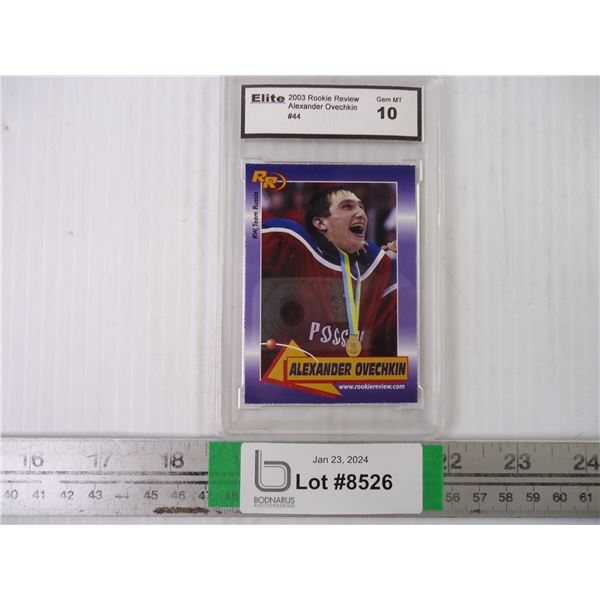 Elite 2003 Rookie Review Gem MT
Alexander Ovechkin 10
#44
RR
RW, Team Russia
РОССИ
ALEXANDER OVECHKIN
www.rookiereview.com
16 17 18 22 23 24
40 41 42 43 44 45 46 47 48 56 57 58 59 60 61
Jan 23, 2024
Lot #8526
b
BODNARUS
AUCTIONEERING